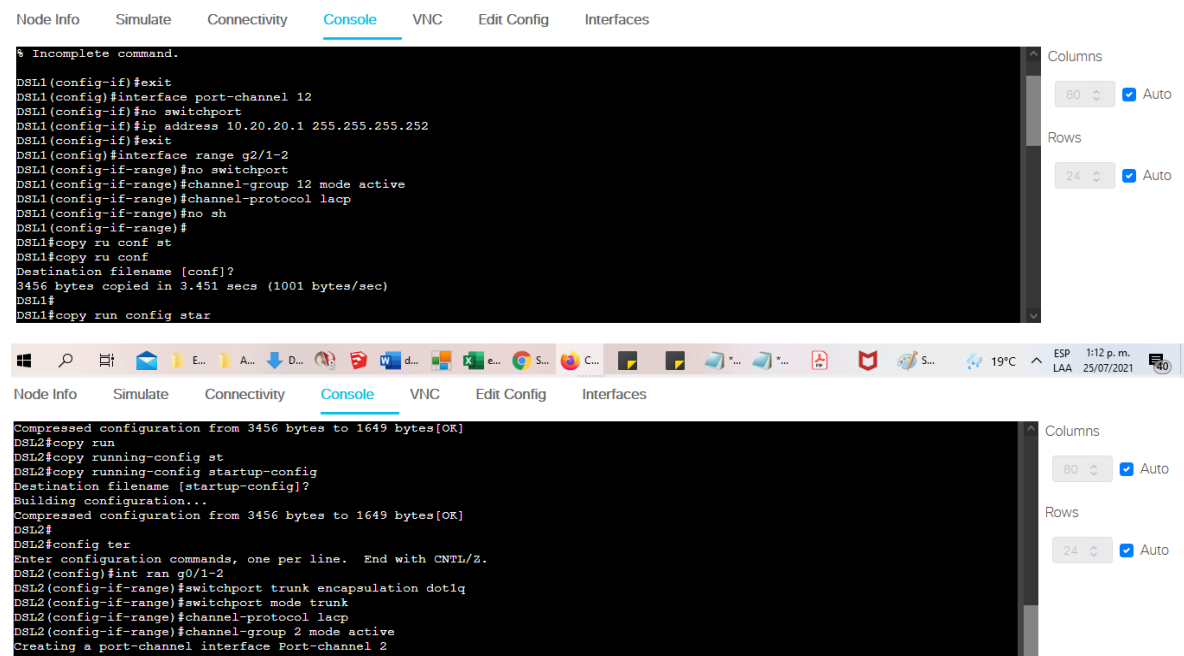 Node Info Simulate Connectivity Console VNC Edit Config Interfaces
% Incomplete command.
DSL1(config-if)#exit
DSL1(config)#interface port-channel 12
DSL1(config-if)#no switchport
DSL1(config-if)#ip address 10.20.20.1 255.255.255.252
DSL1(config-if)#exit
DSL1(config)#interface range g2/1-2
DSL1(config-if-range)#no switchport
DSL1(config-if-range)#channel-group 12 mode active
DSL1(config-if-range)#channel-protocol lacp
DSL1(config-if-range)#no sh
DSL1(config-if-range)#
DSL1#copy ru conf st
DSL1#copy ru conf
Destination filename [conf]?
3456 bytes copied in 3.451 secs (1001 bytes/sec)
DSL1#
DSL1#copy run config star
Columns
80 Auto
Rows
24 Auto
E... A... D... d... e... S... C... *... *... S... 19°C ESP 1:12 p. m.
LAA 25/07/2021 40
Node Info Simulate Connectivity Console VNC Edit Config Interfaces
Compressed configuration from 3456 bytes to 1649 bytes[OK]
DSL2#copy run
DSL2#copy running-config st
DSL2#copy running-config startup-config
Destination filename [startup-config]?
Building configuration...
Compressed configuration from 3456 bytes to 1649 bytes[OK]
DSL2#
DSL2#config ter
Enter configuration commands, one per line.  End with CNTL/Z.
DSL2(config)#int ran g0/1-2
DSL2(config-if-range)#switchport trunk encapsulation dot1q
DSL2(config-if-range)#switchport mode trunk
DSL2(config-if-range)#channel-protocol lacp
DSL2(config-if-range)#channel-group 2 mode active
Creating a port-channel interface Port-channel 2
Columns
80 Auto
Rows
24 Auto